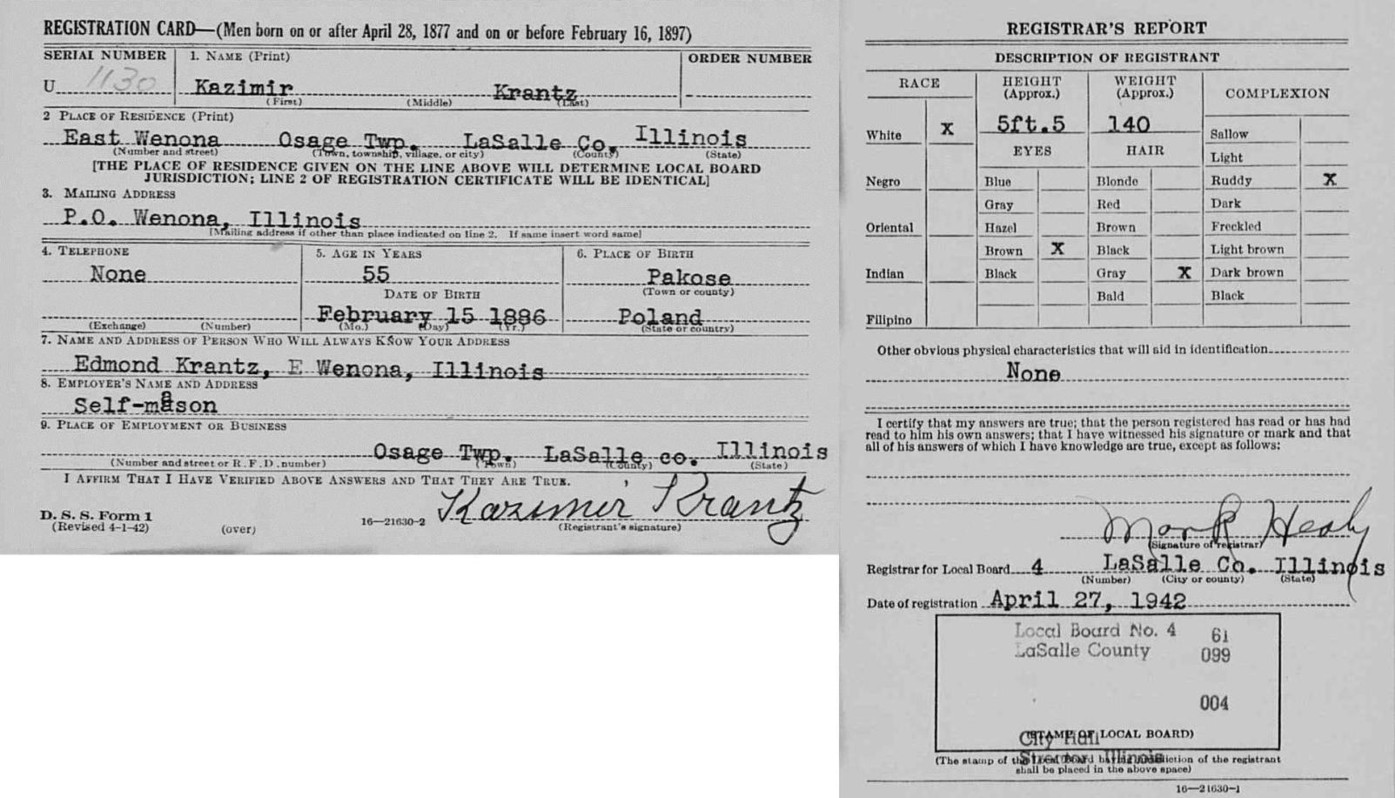 REGISTRATION CARD—(Men born on or after April 28, 1877 and on or before February 16, 1897)
SERIAL NUMBER 1. NAME (Print) ORDER NUMBER
U 1130 Kazimir Krantz
(First) (Middle) (Last)
2 PLACE OF RESIDENCE (Print)
East Wenona Osage Twp. LaSalle Co. Illinois
(Number and street) (Town, township, village, or city) (County) (State)
[THE PLACE OF RESIDENCE GIVEN ON THE LINE ABOVE WILL DETERMINE LOCAL BOARD
JURISDICTION; LINE 2 OF REGISTRATION CERTIFICATE WILL BE IDENTICAL]
3. MAILING ADDRESS
P.O. Wenona, Illinois
[Mailing address if other than place indicated on line 2. If same insert word same]
4. TELEPHONE 5. AGE IN YEARS 6. PLACE OF BIRTH
None 55 Pakose
DATE OF BIRTH (Town or county)
February 15 1886 Poland
(Exchange) (Number) (Mo.) (Day) (Yr.) (State or country)
7. NAME AND ADDRESS OF PERSON WHO WILL ALWAYS KNOW YOUR ADDRESS
Edmond Krantz, E Wenona, Illinois
8. EMPLOYER'S NAME AND ADDRESS
Self-mason
9. PLACE OF EMPLOYMENT OR BUSINESS
Osage Twp. LaSalle co. Illinois
(Number and street or R. F. D. number) (Town) (County) (State)
I AFFIRM THAT I HAVE VERIFIED ABOVE ANSWERS AND THAT THEY ARE TRUE.
D. S. S. Form 1
(Revised 4-1-42) (over) 16—21630-2 Kazimer Krantz
(Registrant's signature)
REGISTRAR'S REPORT
DESCRIPTION OF REGISTRANT
RACE HEIGHT (Approx.) WEIGHT (Approx.) COMPLEXION
White X 5ft.5 140 Sallow
EYES HAIR Light
Negro Blue Blonde Ruddy X
Gray Red Dark
Oriental Hazel Brown Freckled
Brown X Black Light brown
Indian Black Gray X Dark brown
Bald Black
Filipino
Other obvious physical characteristics that will aid in identification
None
I certify that my answers are true; that the person registered has read or has had
read to him his own answers; that I have witnessed his signature or mark and that
all of his answers of which I have knowledge are true, except as follows:
Mark Healy
(Signature of registrar)
Registrar for Local Board 4 LaSalle Co. Illinois
(Number) (City or county) (State)
Date of registration April 27, 1942
Local Board No. 4 61
LaSalle County 099
004
City Hall
(STAMP OF LOCAL BOARD)
Streator Illinois
(The stamp of the Local Board having jurisdiction of the registrant
shall be placed in the above space)
16—21630-1